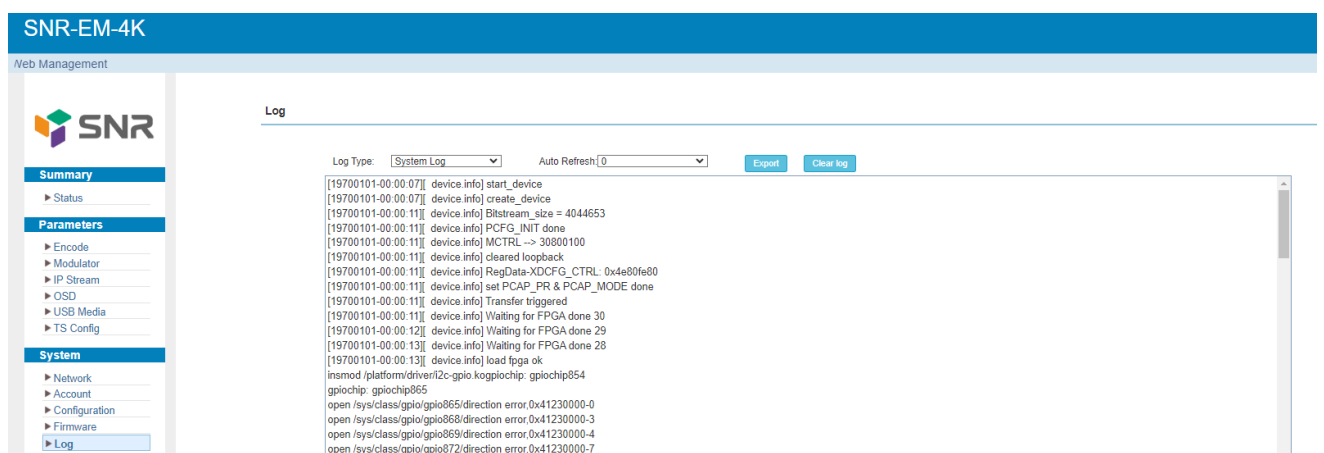 SNR-EM-4K
Web Management
SNR
Summary
Status
Parameters
Encode
Modulator
IP Stream
OSD
USB Media
TS Config
System
Network
Account
Configuration
Firmware
Log
Log
Log Type: System Log Auto Refresh: 0 Export Clear log
[19700101-00:00:07][ device.info] start_device
[19700101-00:00:07][ device.info] create_device
[19700101-00:00:11][ device.info] Bitstream_size = 4044653
[19700101-00:00:11][ device.info] PCFG_INIT done
[19700101-00:00:11][ device.info] MCTRL --> 30800100
[19700101-00:00:11][ device.info] cleared loopback
[19700101-00:00:11][ device.info] RegData-XDCFG_CTRL: 0x4e80fe80
[19700101-00:00:11][ device.info] set PCAP_PR & PCAP_MODE done
[19700101-00:00:11][ device.info] Transfer triggered
[19700101-00:00:11][ device.info] Waiting for FPGA done 30
[19700101-00:00:12][ device.info] Waiting for FPGA done 29
[19700101-00:00:13][ device.info] Waiting for FPGA done 28
[19700101-00:00:13][ device.info] load fpga ok
insmod /platform/driver/i2c-gpio.kogpiochip: gpiochip854
gpiochip: gpiochip865
open /sys/class/gpio/gpio865/direction error,0x41230000-0
open /sys/class/gpio/gpio868/direction error,0x41230000-3
open /sys/class/gpio/gpio869/direction error,0x41230000-4
open /sys/class/gpio/gpio872/direction error,0x41230000-7